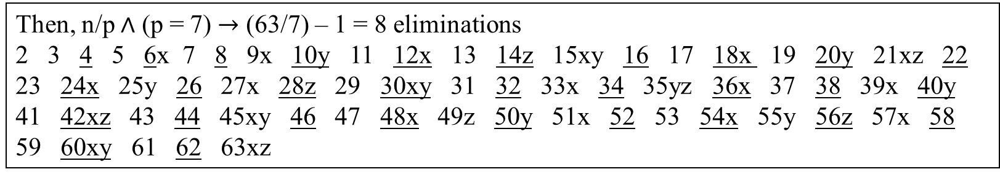 Then, n/p ∧ (p = 7) → (63/7) – 1 = 8 eliminations
2 3 4 5 6x 7 8 9x 10y 11 12x 13 14z 15xy 16 17 18x 19 20y 21xz 22
23 24x 25y 26 27x 28z 29 30xy 31 32 33x 34 35yz 36x 37 38 39x 40y
41 42xz 43 44 45xy 46 47 48x 49z 50y 51x 52 53 54x 55y 56z 57x 58
59 60xy 61 62 63xz